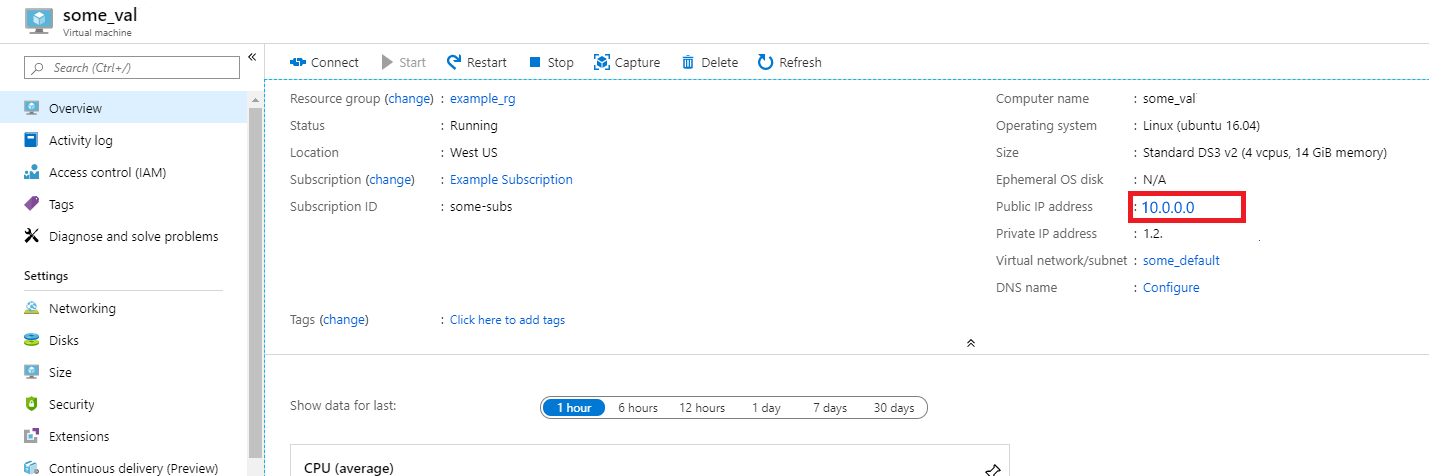 some_val
Virtual machine
Search (Ctrl+/)
«
Overview
Activity log
Access control (IAM)
Tags
Diagnose and solve problems
Settings
Networking
Disks
Size
Security
Extensions
Continuous delivery (Preview)
Connect Start Restart Stop Capture Delete Refresh
Resource group (change) : example_rg
Status : Running
Location : West US
Subscription (change) : Example Subscription
Subscription ID : some-subs
Computer name : some_val
Operating system : Linux (ubuntu 16.04)
Size : Standard DS3 v2 (4 vcpus, 14 GiB memory)
Ephemeral OS disk : N/A
Public IP address : 10.0.0.0
Private IP address : 1.2.
Virtual network/subnet : some_default
DNS name : Configure
Tags (change) : Click here to add tags
Show data for last: 1 hour 6 hours 12 hours 1 day 7 days 30 days
CPU (average)